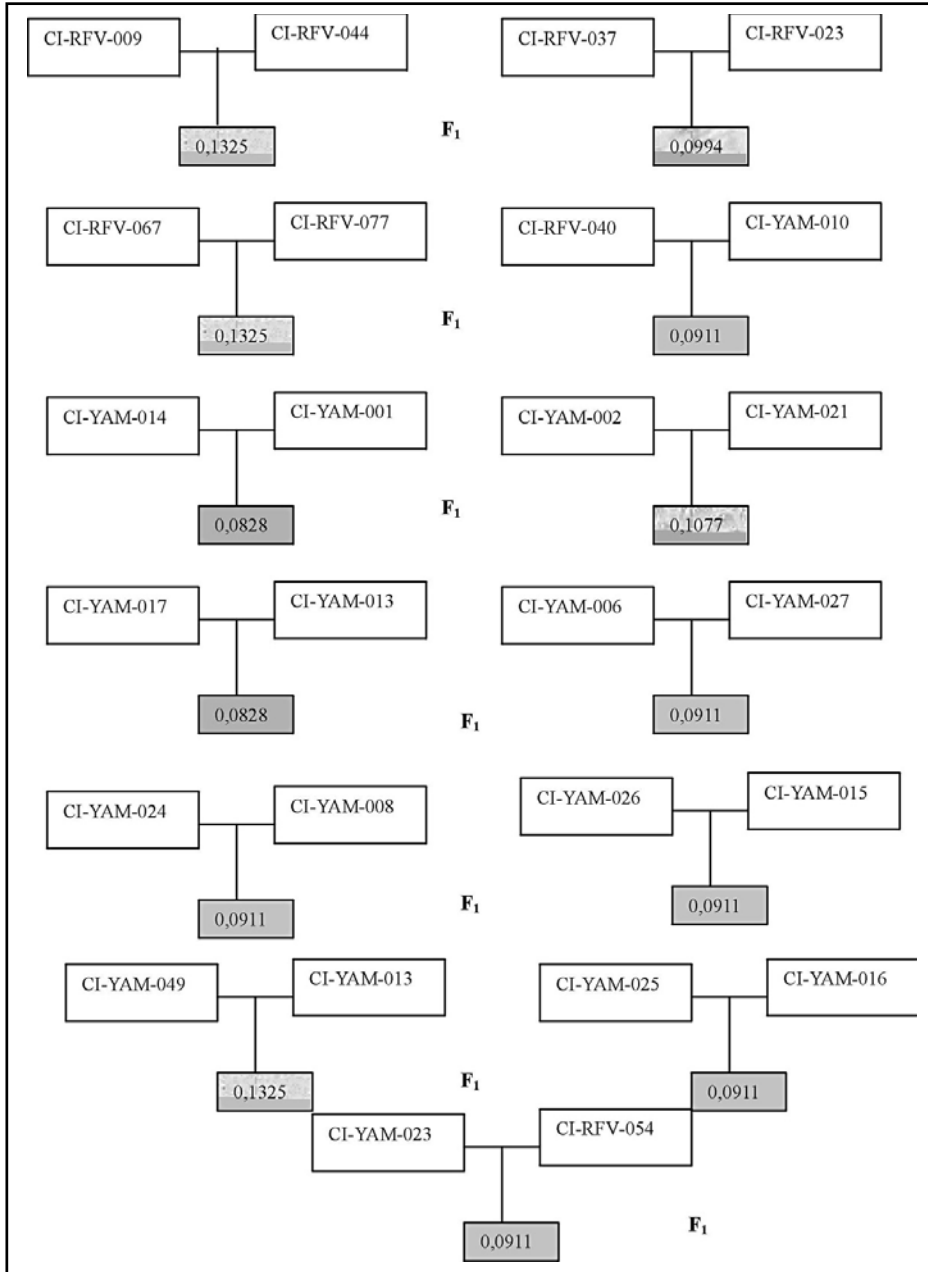 CI-RFV-009 CI-RFV-044 CI-RFV-037 CI-RFV-023
0,1325 F1 0,0994
CI-RFV-067 CI-RFV-077 CI-RFV-040 CI-YAM-010
0,1325 F1 0,0911
CI-YAM-014 CI-YAM-001 CI-YAM-002 CI-YAM-021
0,0828 F1 0,1077
CI-YAM-017 CI-YAM-013 CI-YAM-006 CI-YAM-027
0,0828 F1 0,0911
CI-YAM-024 CI-YAM-008 CI-YAM-026 CI-YAM-015
0,0911 F1 0,0911
CI-YAM-049 CI-YAM-013 CI-YAM-025 CI-YAM-016
0,1325 F1 0,0911
CI-YAM-023 CI-RFV-054
0,0911 F1